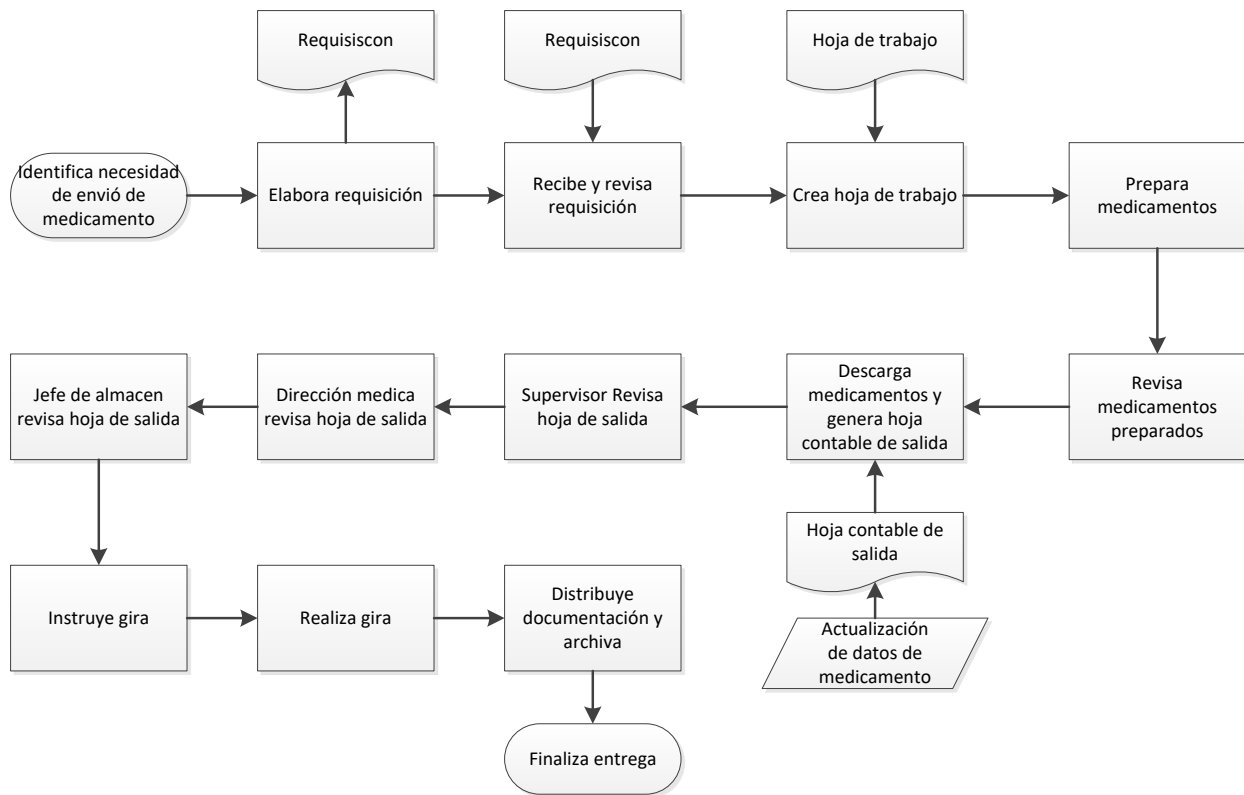 Requisiscon
Requisiscon
Hoja de trabajo
Identifica necesidad
de envió de
medicamento
Elabora requisición
Recibe y revisa
requisición
Crea hoja de trabajo
Prepara
medicamentos
Jefe de almacen
revisa hoja de salida
Dirección medica
revisa hoja de salida
Supervisor Revisa
hoja de salida
Descarga
medicamentos y
genera hoja
contable de salida
Revisa
medicamentos
preparados
Hoja contable de
salida
Instruye gira
Realiza gira
Distribuye
documentación y
archiva
Actualización
de datos de
medicamento
Finaliza entrega